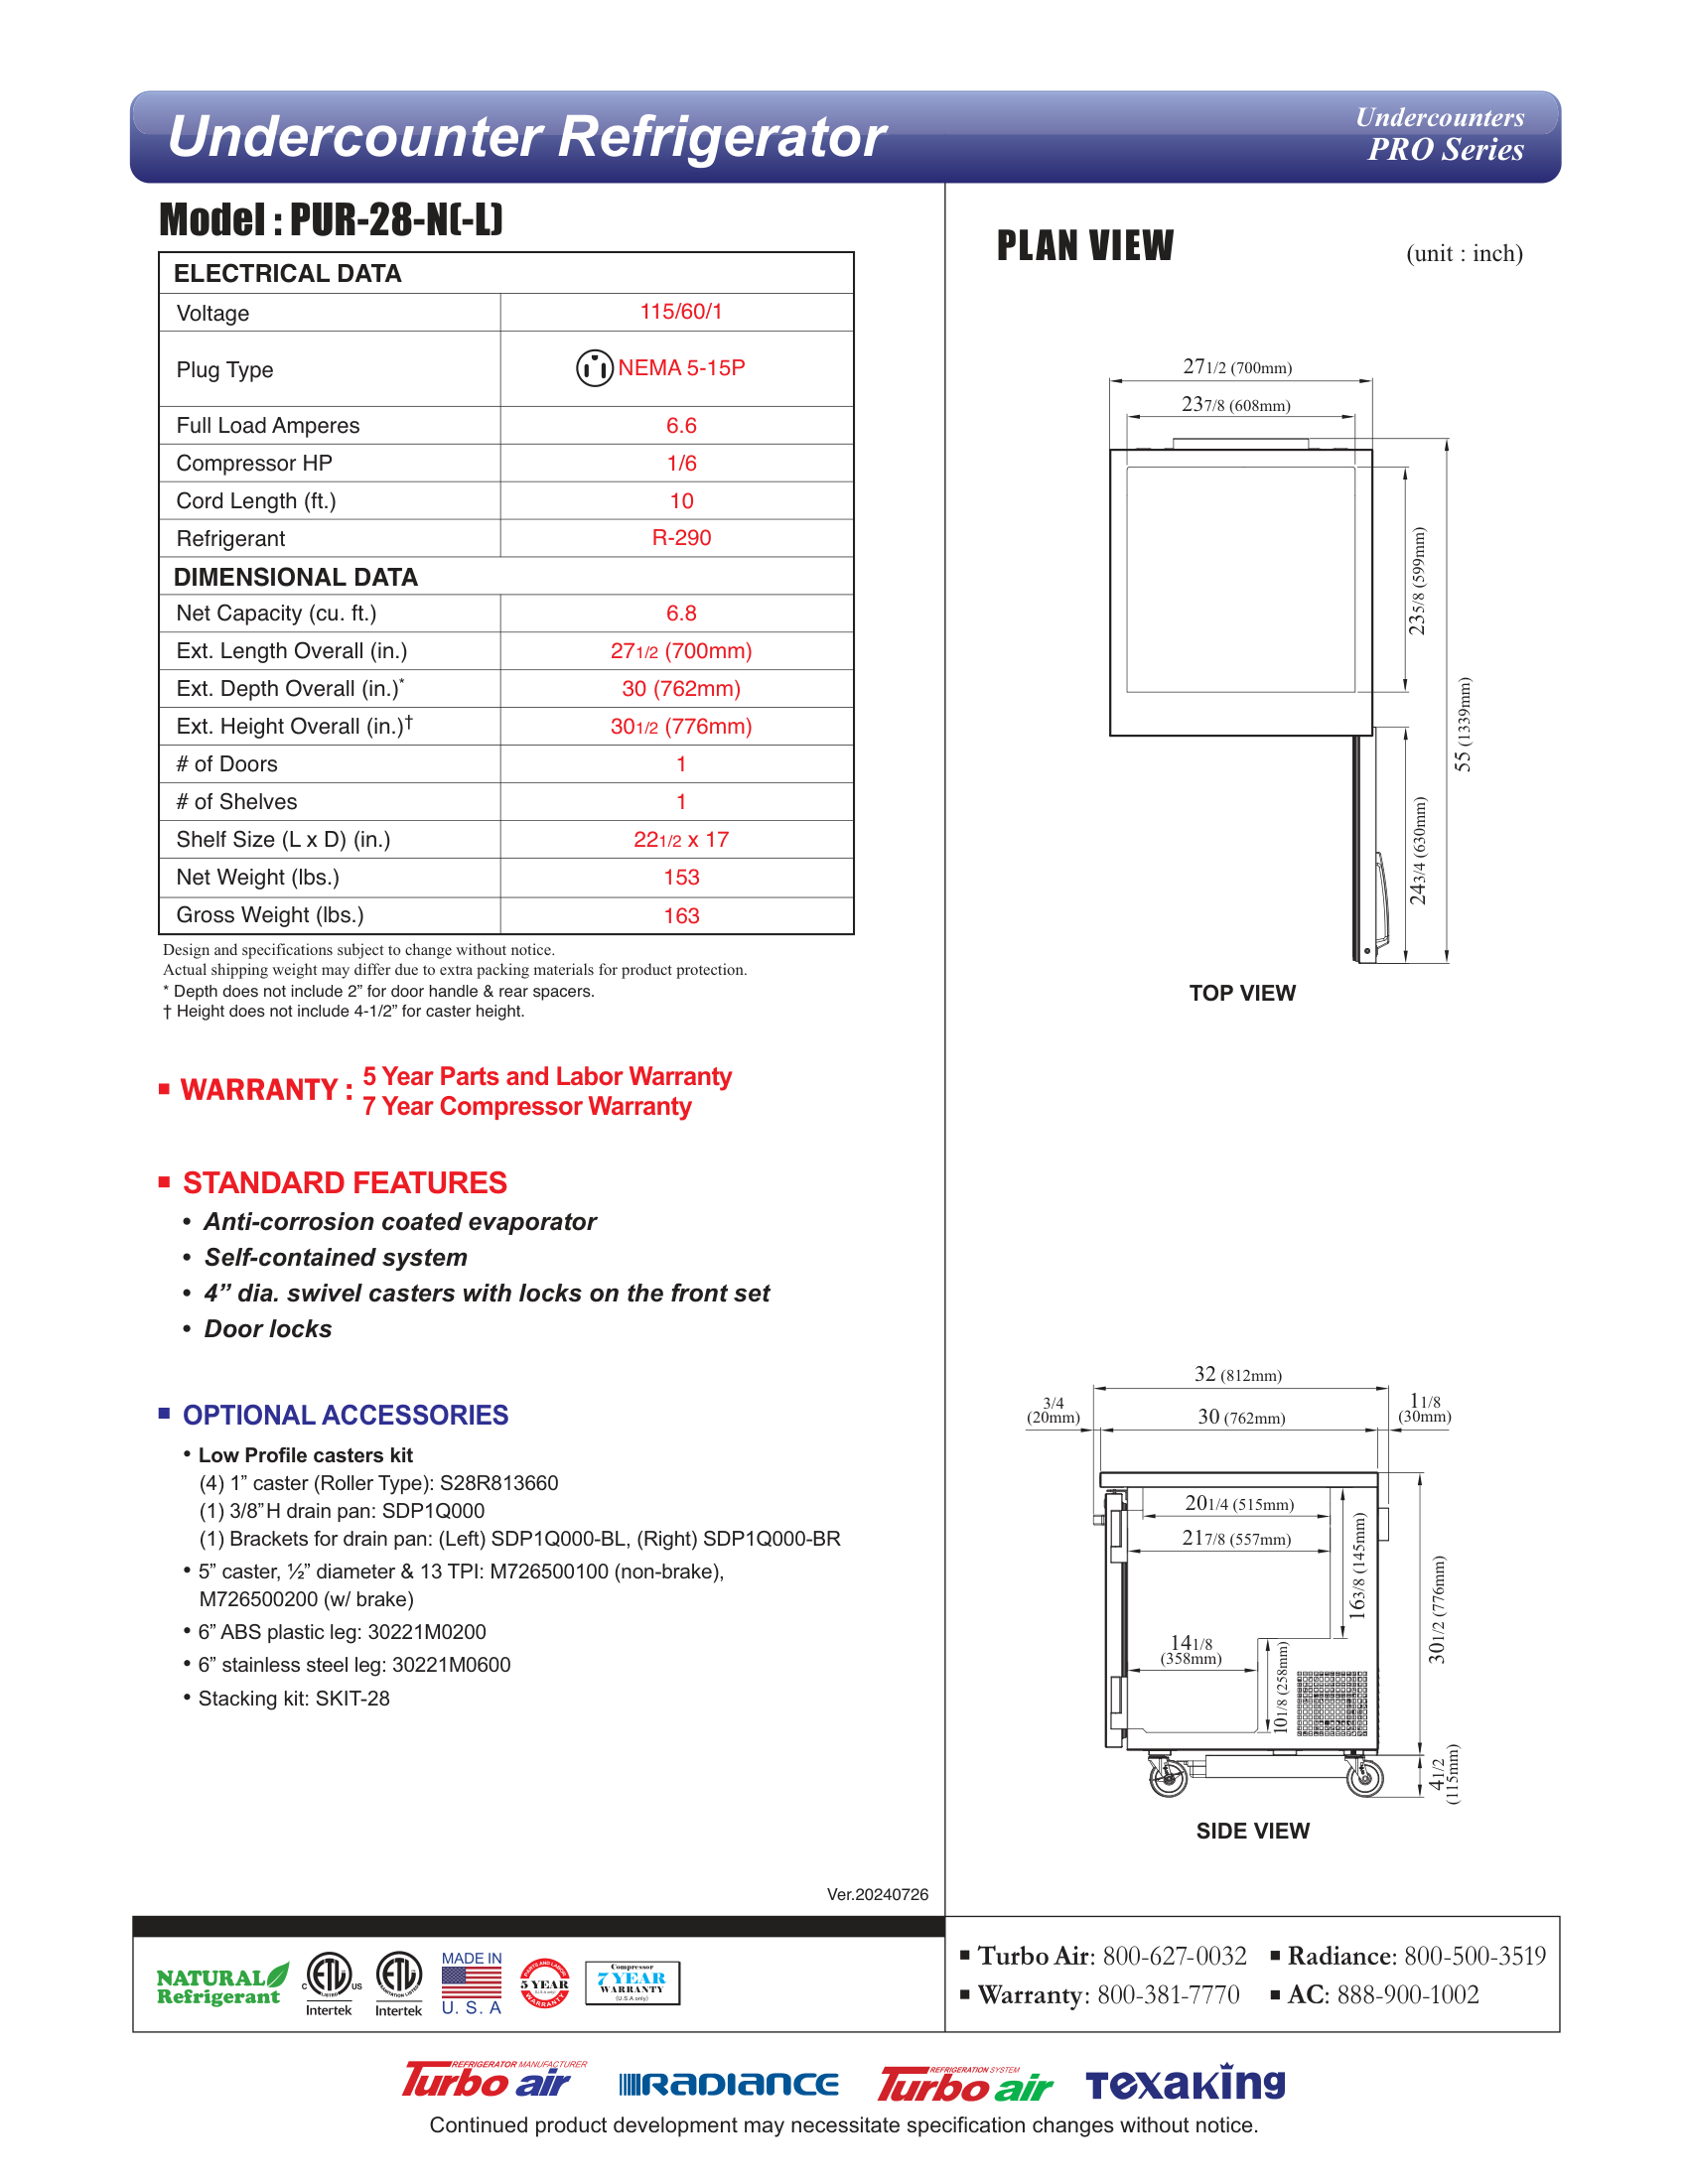 Undercounter Refrigerator
Undercounters
PRO Series
Model : PUR-28-N(-L)
ELECTRICAL DATA
Voltage 115/60/1
Plug Type NEMA 5-15P
Full Load Amperes 6.6
Compressor HP 1/6
Cord Length (ft.) 10
Refrigerant R-290
DIMENSIONAL DATA
Net Capacity (cu. ft.) 6.8
Ext. Length Overall (in.) 27 1/2 (700mm)
Ext. Depth Overall (in.)* 30 (762mm)
Ext. Height Overall (in.)† 30 1/2 (776mm)
# of Doors 1
# of Shelves 1
Shelf Size (L x D) (in.) 22 1/2 x 17
Net Weight (lbs.) 153
Gross Weight (lbs.) 163
Design and specifications subject to change without notice.
Actual shipping weight may differ due to extra packing materials for product protection.
* Depth does not include 2” for door handle & rear spacers.
† Height does not include 4-1/2” for caster height.
WARRANTY :
5 Year Parts and Labor Warranty
7 Year Compressor Warranty
STANDARD FEATURES
• Anti-corrosion coated evaporator
• Self-contained system
• 4” dia. swivel casters with locks on the front set
• Door locks
OPTIONAL ACCESSORIES
• Low Profile casters kit
(4) 1” caster (Roller Type): S28R813660
(1) 3/8”H drain pan: SDP1Q000
(1) Brackets for drain pan: (Left) SDP1Q000-BL, (Right) SDP1Q000-BR
• 5” caster, ½” diameter & 13 TPI: M726500100 (non-brake),
M726500200 (w/ brake)
• 6” ABS plastic leg: 30221M0200
• 6” stainless steel leg: 30221M0600
• Stacking kit: SKIT-28
Ver.20240726
PLAN VIEW
(unit : inch)
27 1/2 (700mm)
23 7/8 (608mm)
23 5/8 (599mm)
55 (1339mm)
24 3/4 (630mm)
TOP VIEW
32 (812mm)
3/4
(20mm)
30 (762mm)
1 1/8
(30mm)
20 1/4 (515mm)
21 7/8 (557mm)
16 3/8 (145mm)
30 1/2 (776mm)
14 1/8
(358mm)
10 1/8 (258mm)
4 1/2
(115mm)
SIDE VIEW
NATURAL
Refrigerant
C ETL US
LISTED
Intertek
ETL
SANITATION LISTED
Intertek
MADE IN
U. S. A
PARTS AND LABOR
5 YEAR
(U.S.A only)
WARRANTY
Compressor
7 YEAR
WARRANTY
(U.S.A only)
Turbo Air: 800-627-0032
Radiance: 800-500-3519
Warranty: 800-381-7770
AC: 888-900-1002
REFRIGERATOR MANUFACTURER
Turbo air
RADIANCE
REFRIGERATION SYSTEM
Turbo air
Texaking
Continued product development may necessitate specification changes without notice.